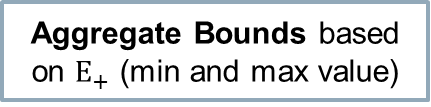 Aggregate Bounds based
on E₊ (min and max value)